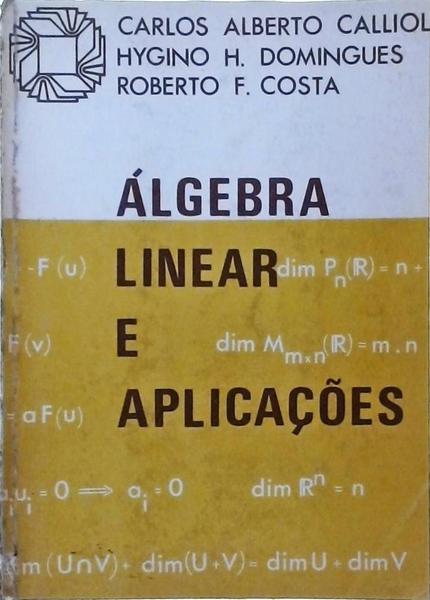 CARLOS ALBERTO CALLIOL
HYGINO H. DOMINGUES
ROBERTO F. COSTA
ÁLGEBRA
LINEAR
E
APLICAÇÕES
-F(u)
dim Pₙ(ℝ) = n +
F(v)
dim Mₘₓₙ(ℝ) = m . n
= aF(u)
aᵢuᵢ = 0 ⟹ aᵢ = 0
dim ℝⁿ = n
m (U∩V) + dim(U+V) = dim U + dim V